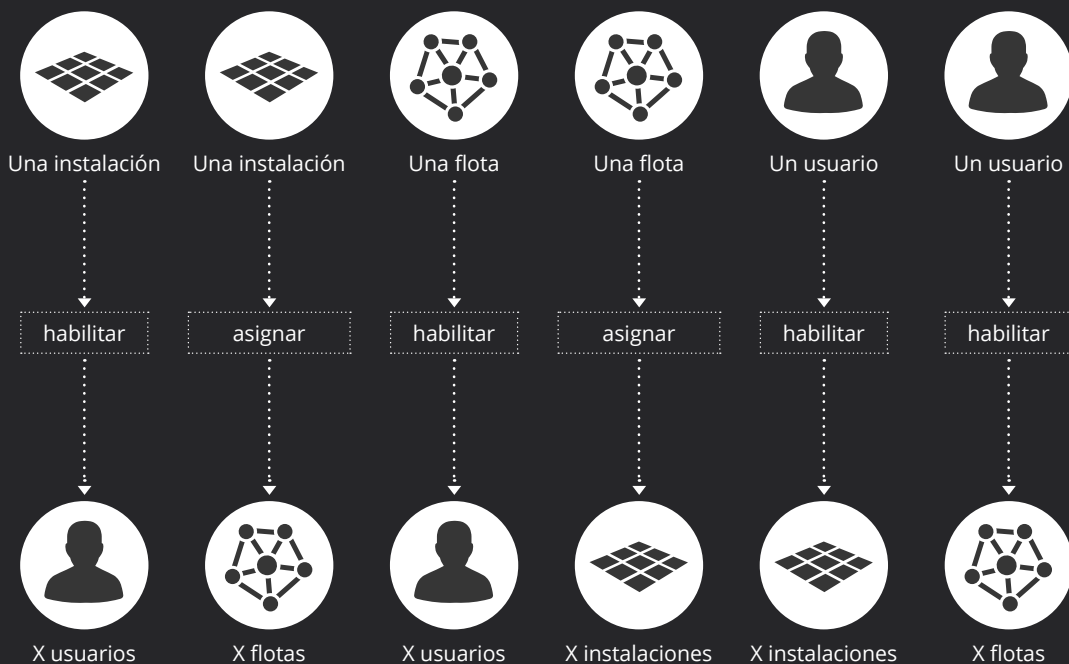 Una instalación
Una instalación
Una flota
Una flota
Un usuario
Un usuario
habilitar
asignar
habilitar
asignar
habilitar
habilitar
X usuarios
X flotas
X usuarios
X instalaciones
X instalaciones
X flotas